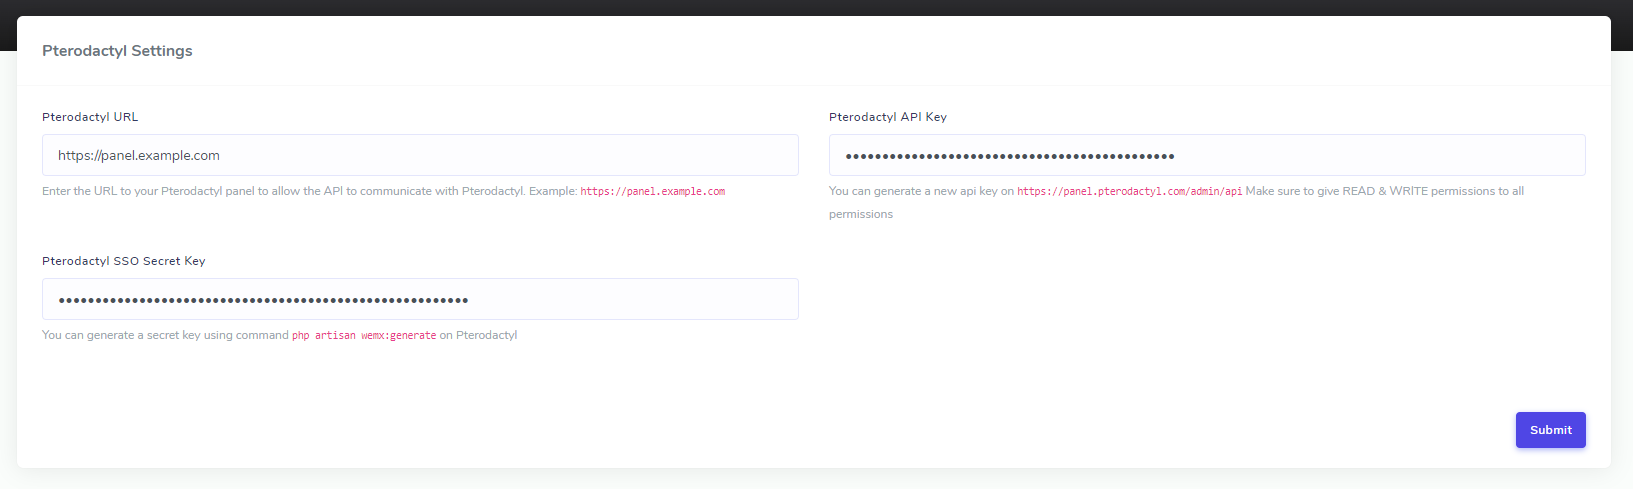 Pterodactyl Settings
Pterodactyl URL
https://panel.example.com
Enter the URL to your Pterodactyl panel to allow the API to communicate with Pterodactyl. Example: https://panel.example.com
Pterodactyl API Key
•••••••••••••••••••••••••••••••••••••••••••••
You can generate a new api key on https://panel.pterodactyl.com/admin/api Make sure to give READ & WRITE permissions to all
permissions
Pterodactyl SSO Secret Key
••••••••••••••••••••••••••••••••••••••••••••••••••••••••
You can generate a secret key using command php artisan wemx:generate on Pterodactyl
Submit